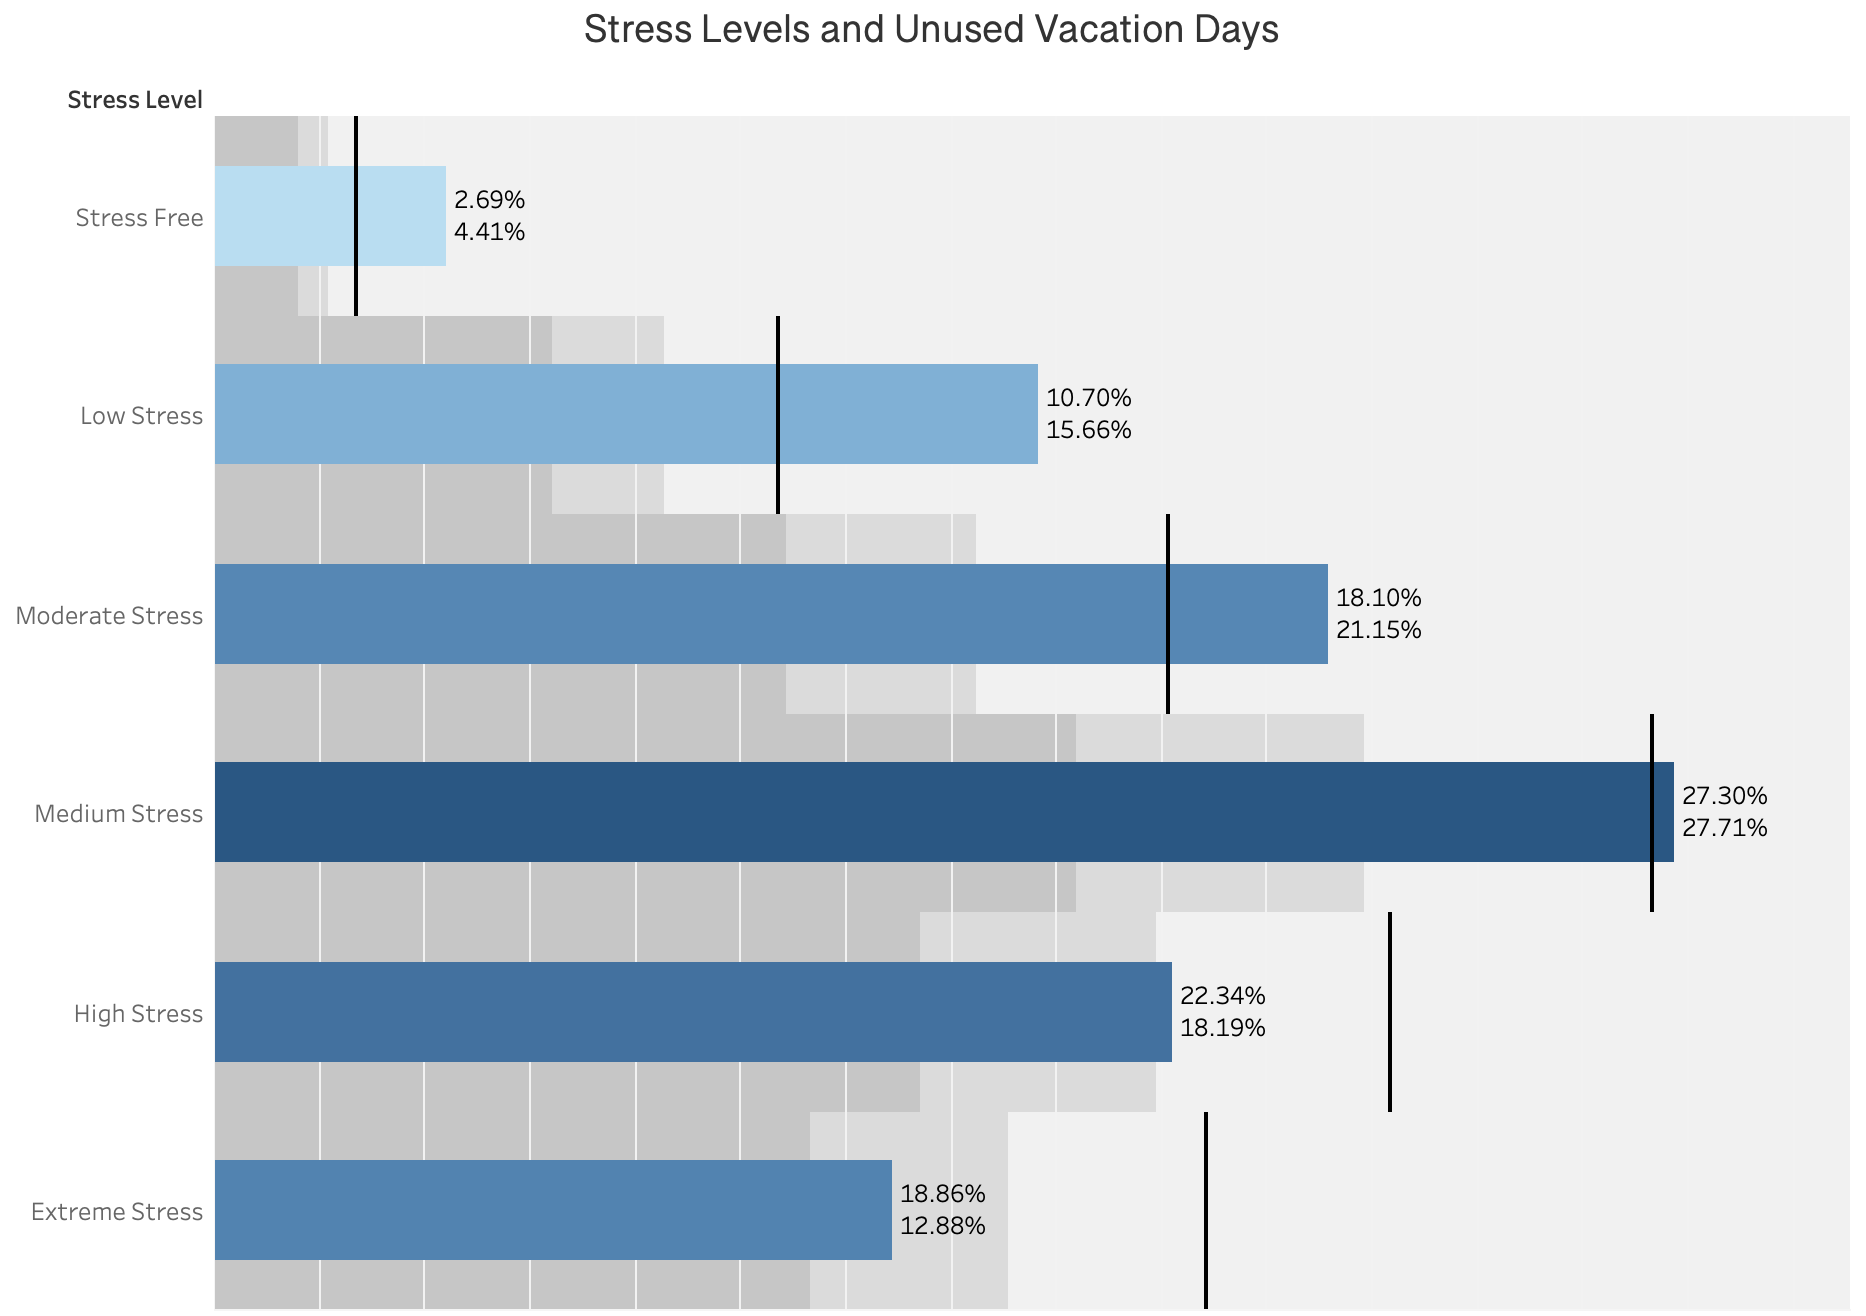 Stress Levels and Unused Vacation Days
Stress Level
Stress Free
2.69%
4.41%
Low Stress
10.70%
15.66%
Moderate Stress
18.10%
21.15%
Medium Stress
27.30%
27.71%
High Stress
22.34%
18.19%
Extreme Stress
18.86%
12.88%